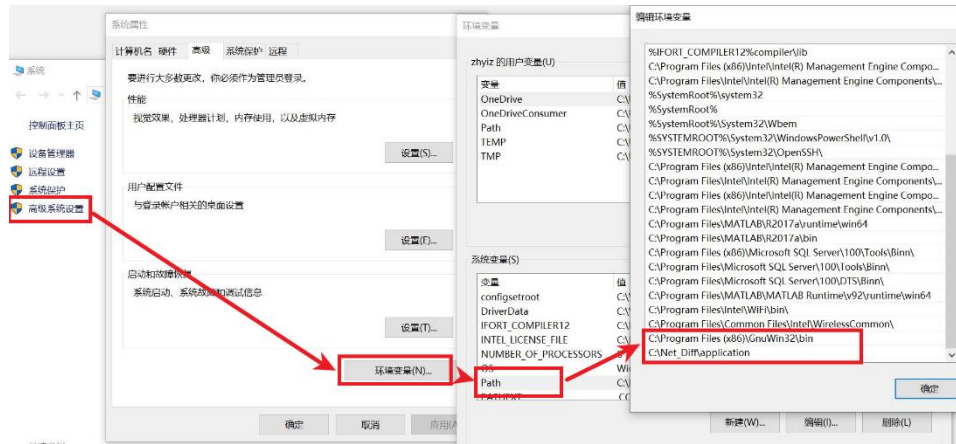 系统
控制面板主页
设备管理器
远程设置
系统保护
高级系统设置
系统属性
计算机名 硬件 高级 系统保护 远程
要进行大多数更改，你必须作为管理员登录。
性能
视觉效果，处理器计划，内存使用，以及虚拟内存
设置(S)...
用户配置文件
与登录帐户相关的桌面设置
设置(E)...
启动和故障恢复
系统启动、系统故障和调试信息
设置(T)...
环境变量(N)...
确定 取消 应用(A
环境变量
zhyiz 的用户变量(U)
变量 值
OneDrive C:\
OneDriveConsumer C:\
Path C:\
TEMP C:\
TMP C:\
系统变量(S)
变量 值
configsetroot C:\
DriverData C:\
IFORT_COMPILER12 C:\
INTEL_LICENSE_FILE C:\
NUMBER_OF_PROCESSORS
OS Wi
Path C:\
PATHEXT .CO
新建(W)... 编辑(I)... 删除(L)
编辑环境变量
%IFORT_COMPILER12%compiler\lib
C:\Program Files (x86)\Intel\Intel(R) Management Engine Compo...
C:\Program Files\Intel\Intel(R) Management Engine Components\...
%SystemRoot%\system32
%SystemRoot%
%SystemRoot%\System32\Wbem
%SYSTEMROOT%\System32\WindowsPowerShell\v1.0\
%SYSTEMROOT%\System32\OpenSSH\
C:\Program Files (x86)\Intel\Intel(R) Management Engine Compo...
C:\Program Files\Intel\Intel(R) Management Engine Components\...
C:\Program Files (x86)\Intel\Intel(R) Management Engine Compo...
C:\Program Files\Intel\Intel(R) Management Engine Components\...
C:\Program Files\MATLAB\R2017a\runtime\win64
C:\Program Files\MATLAB\R2017a\bin
C:\Program Files (x86)\Microsoft SQL Server\100\Tools\Binn\
C:\Program Files\Microsoft SQL Server\100\Tools\Binn\
C:\Program Files\Microsoft SQL Server\100\DTS\Binn\
C:\Program Files\MATLAB\MATLAB Runtime\v92\runtime\win64
C:\Program Files\Intel\WiFi\bin\
C:\Program Files\Common Files\Intel\WirelessCommon\
C:\Program Files (x86)\GnuWin32\bin
C:\Net_Diff\application
确定